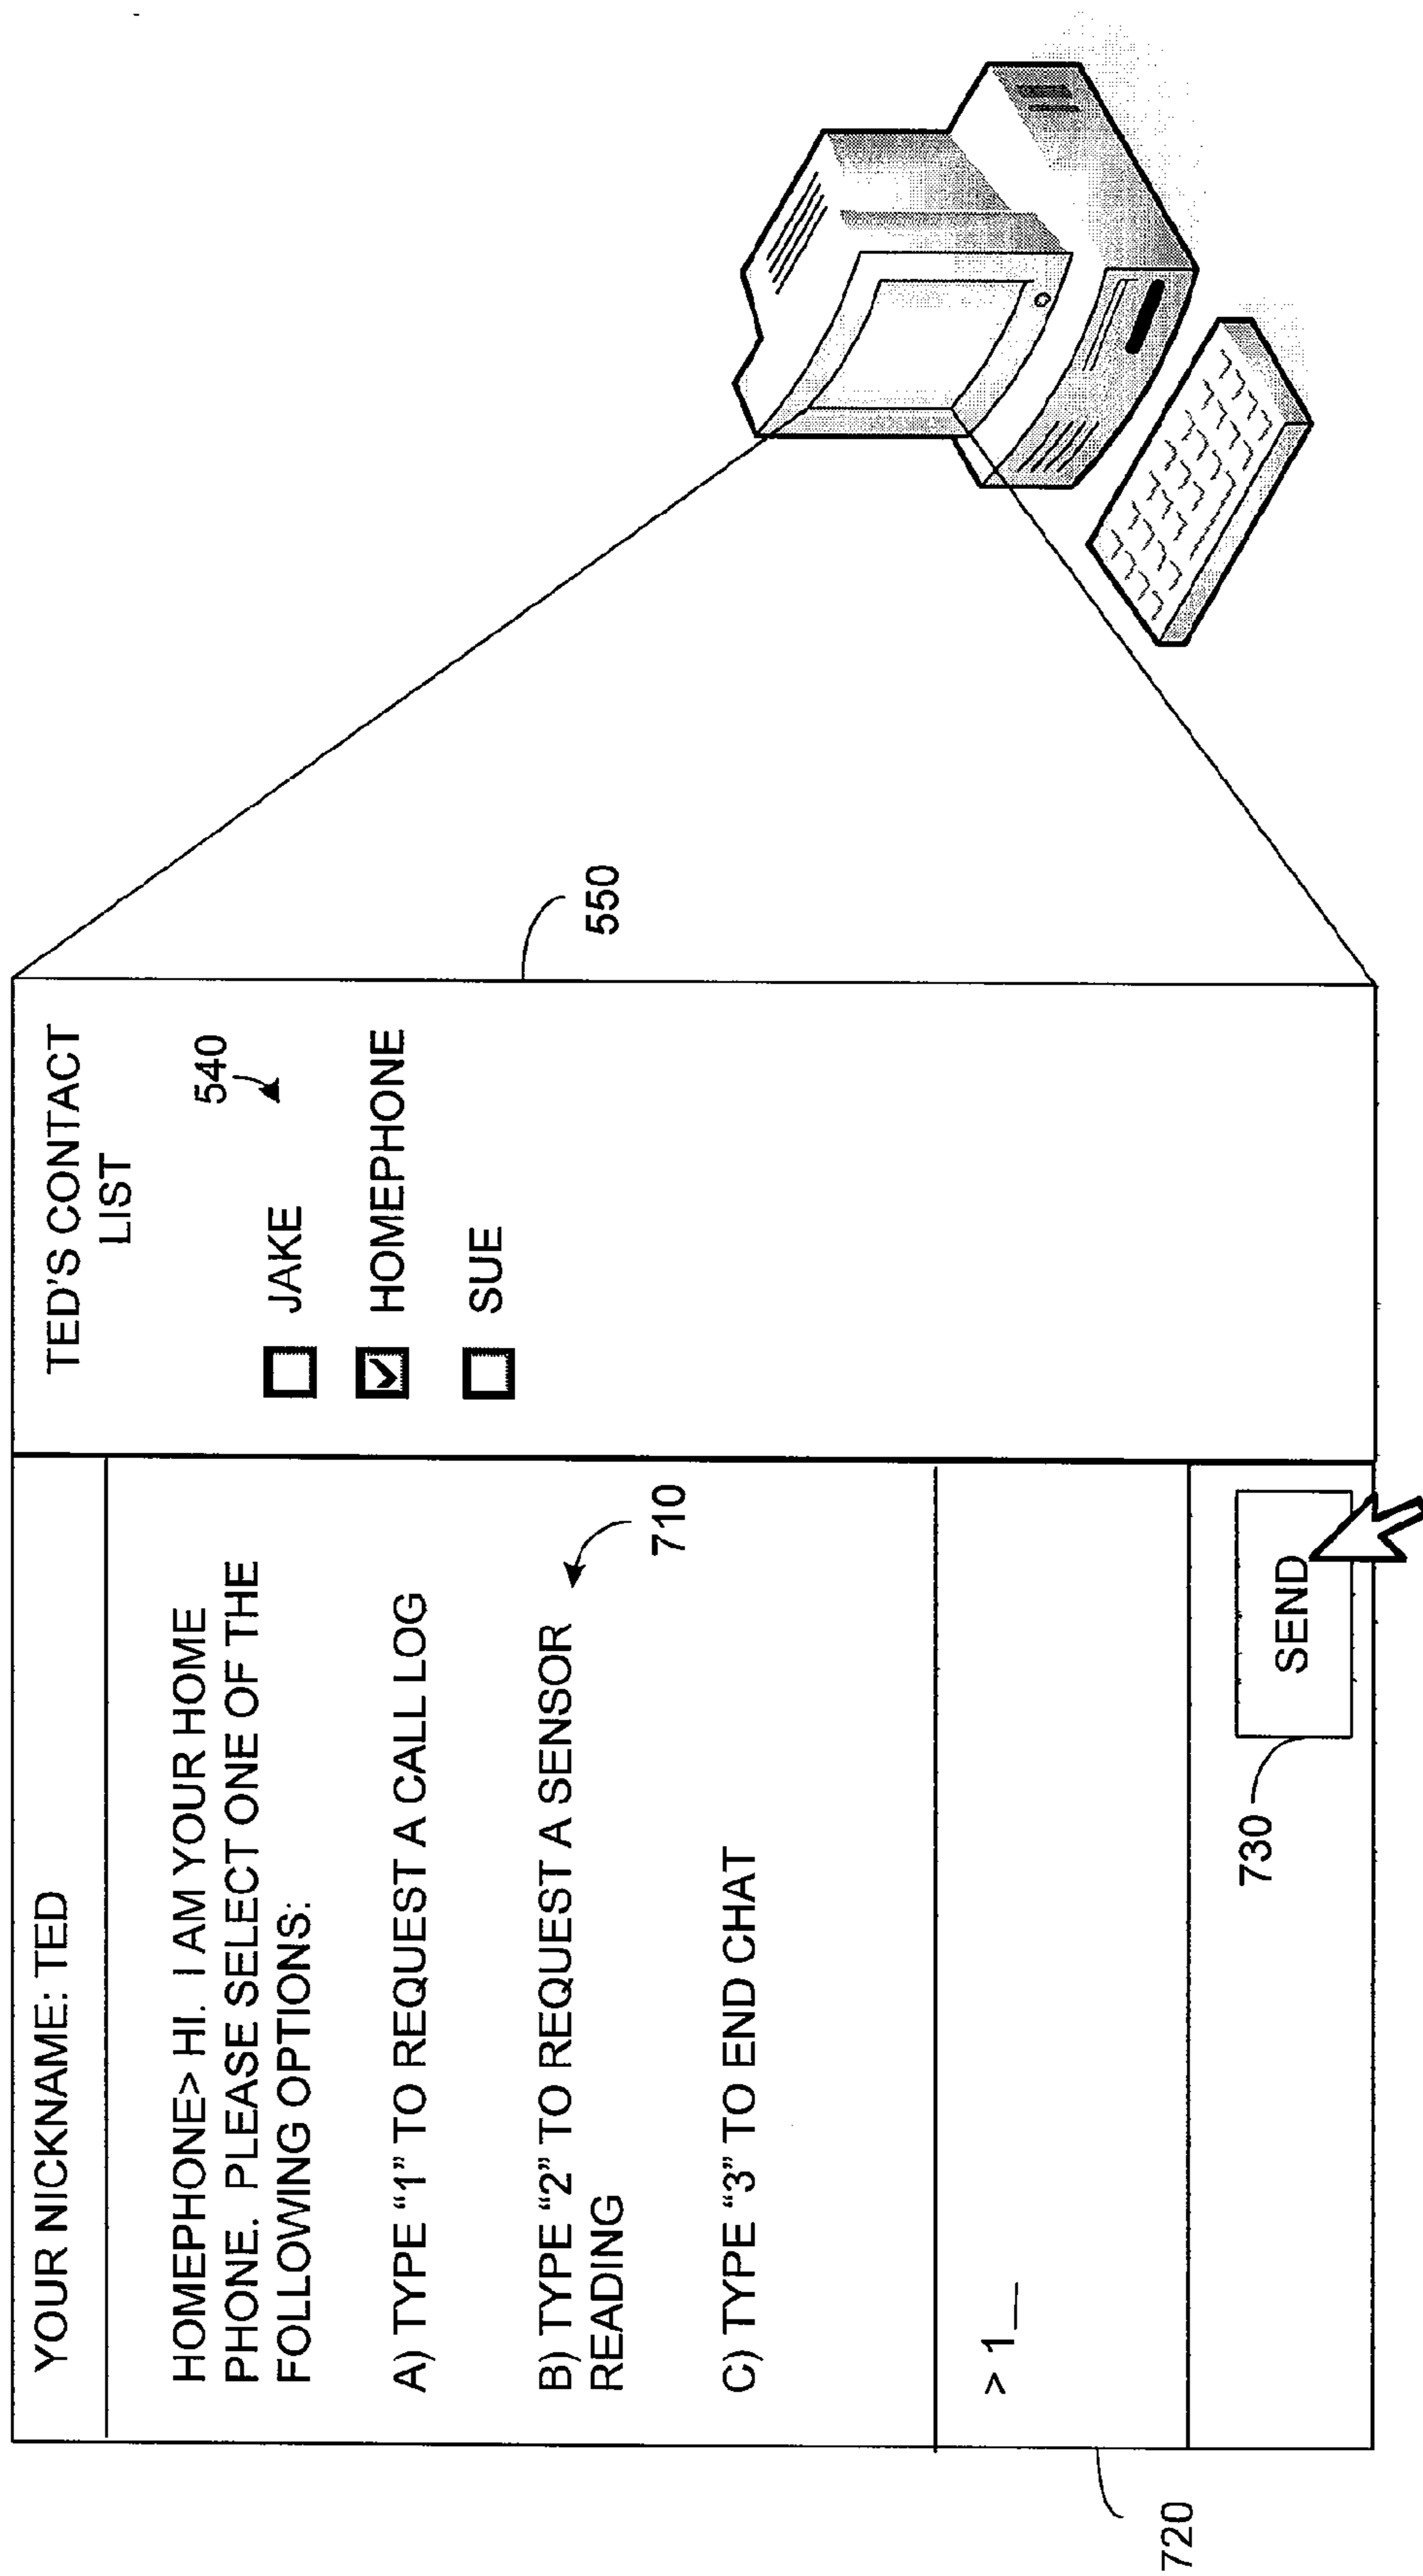 YOUR NICKNAME: TED
HOMEPHONE> HI. I AM YOUR HOME
PHONE. PLEASE SELECT ONE OF THE
FOLLOWING OPTIONS:
A) TYPE “1” TO REQUEST A CALL LOG
B) TYPE “2” TO REQUEST A SENSOR
READING
710
C) TYPE “3” TO END CHAT
> 1_
720
730
SEND
TED'S CONTACT
LIST
540
JAKE
HOMEPHONE
SUE
550